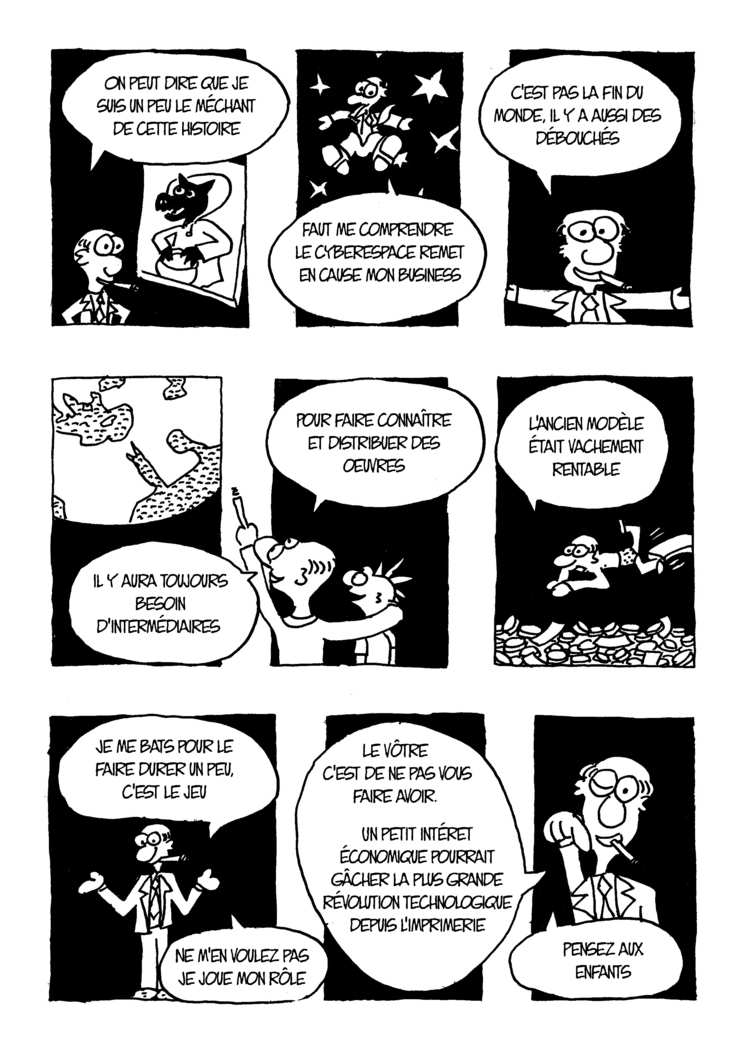 ON PEUT DIRE QUE JE
SUIS UN PEU LE MÉCHANT
DE CETTE HISTOIRE
FAUT ME COMPRENDRE
LE CYBERESPACE REMET
EN CAUSE MON BUSINESS
C'EST PAS LA FIN DU
MONDE, IL Y A AUSSI DES
DÉBOUCHÉS
IL Y AURA TOUJOURS
BESOIN
D'INTERMÉDIAIRES
POUR FAIRE CONNAÎTRE
ET DISTRIBUER DES
OEUVRES
L'ANCIEN MODÈLE
ÉTAIT VACHEMENT
RENTABLE
JE ME BATS POUR LE
FAIRE DURER UN PEU,
C'EST LE JEU
NE M'EN VOULEZ PAS
JE JOUE MON RÔLE
LE VÔTRE
C'EST DE NE PAS VOUS
FAIRE AVOIR.
UN PETIT INTÉRET
ÉCONOMIQUE POURRAIT
GÂCHER LA PLUS GRANDE
RÉVOLUTION TECHNOLOGIQUE
DEPUIS L'IMPRIMERIE
PENSEZ AUX
ENFANTS